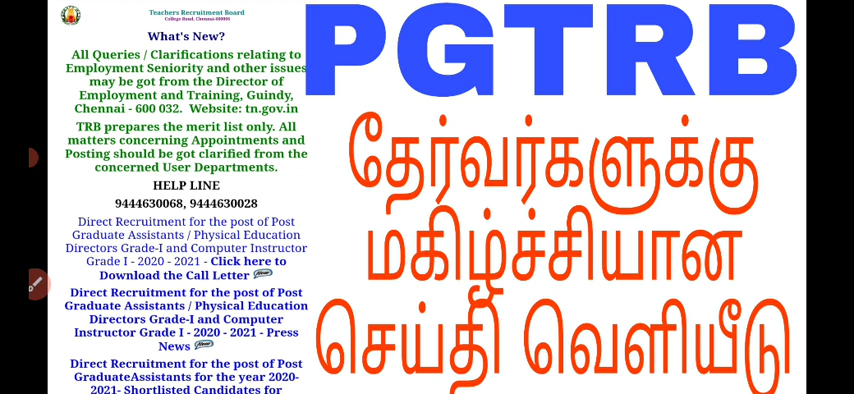 Teachers Recruitment Board
College Road, Chennai-600006
What's New?
All Queries / Clarifications relating to
Employment Seniority and other issues
may be got from the Director of
Employment and Training, Guindy,
Chennai - 600 032. Website: tn.gov.in
TRB prepares the merit list only. All
matters concerning Appointments and
Posting should be got clarified from the
concerned User Departments.
HELP LINE
9444630068, 9444630028
Direct Recruitment for the post of Post
Graduate Assistants / Physical Education
Directors Grade-I and Computer Instructor
Grade I - 2020 - 2021 - Click here to
Download the Call Letter New
Direct Recruitment for the post of Post
Graduate Assistants / Physical Education
Directors Grade-I and Computer
Instructor Grade I - 2020 - 2021 - Press
News New
Direct Recruitment for the post of Post
GraduateAssistants for the year 2020-
2021- Shortlisted Candidates for
PGTRB
தேர்வர்களுக்கு
மகிழ்ச்சியான
செய்தி வெளியீடு